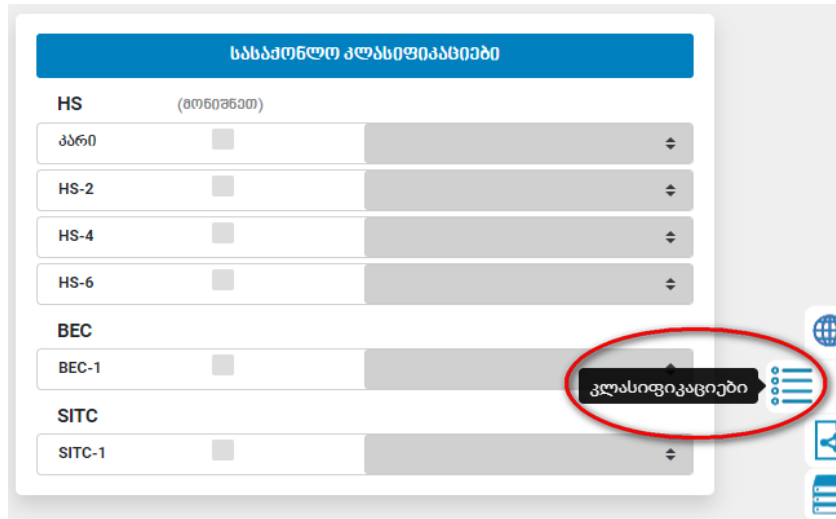 სასაქონლო კლასიფიკაციები
HS (მონიშნეთ)
კარი
HS-2
HS-4
HS-6
BEC
BEC-1
კლასიფიკაციები
SITC
SITC-1